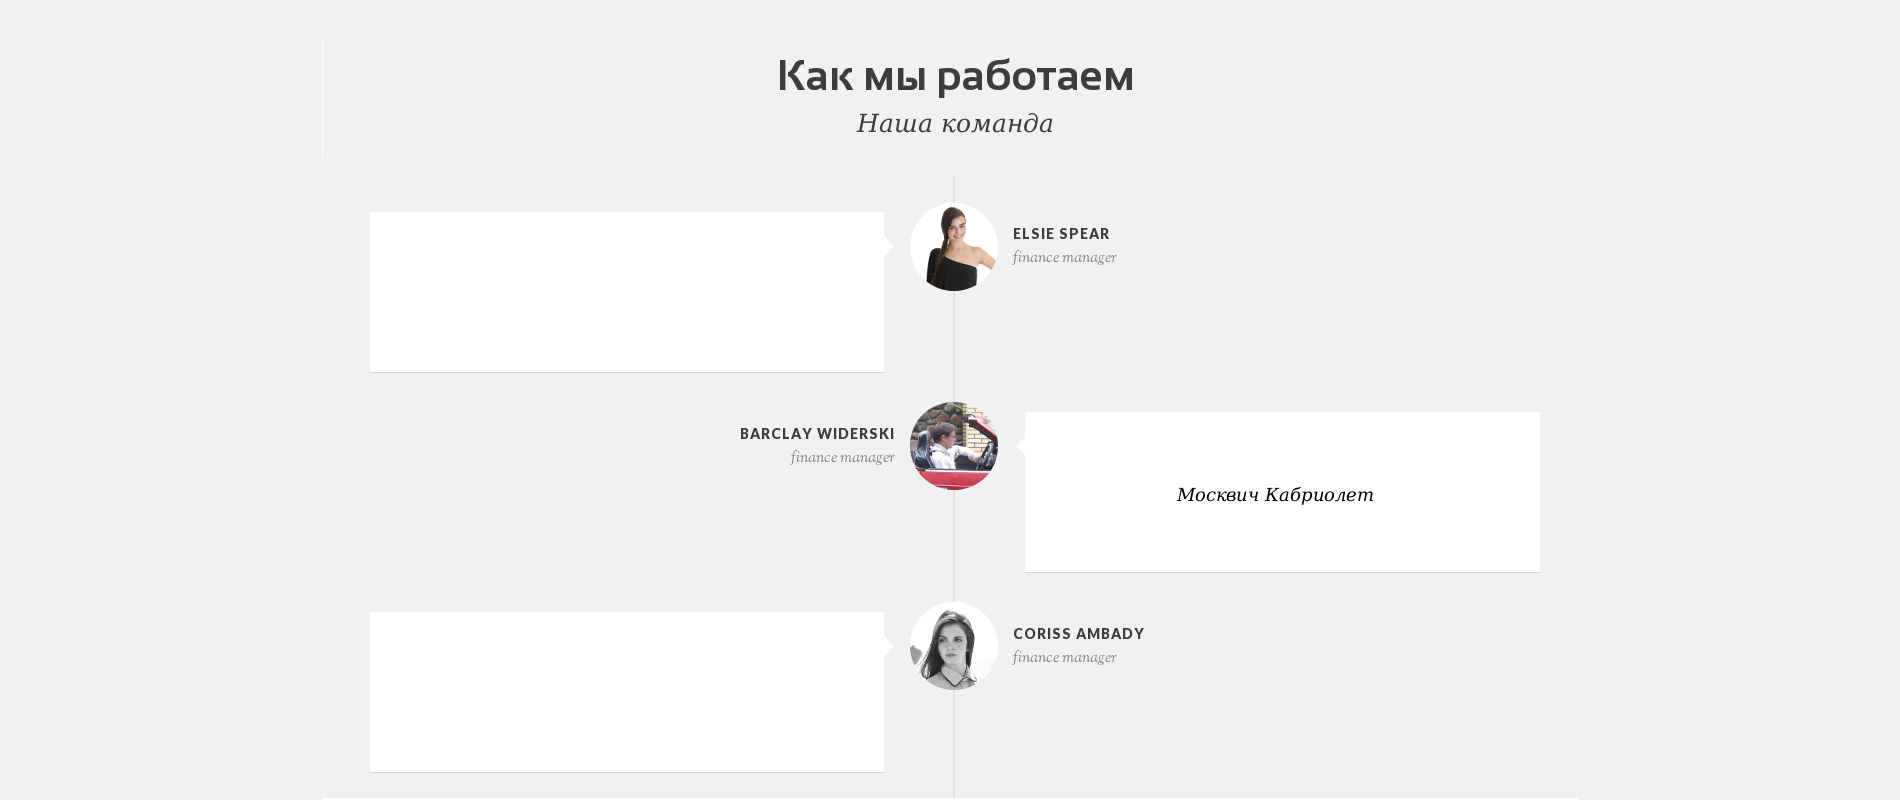 Как мы работаем
Наша команда
ELSIE SPEAR
finance manager
BARCLAY WIDERSKI
finance manager
Москвич Кабриолет
CORISS AMBADY
finance manager